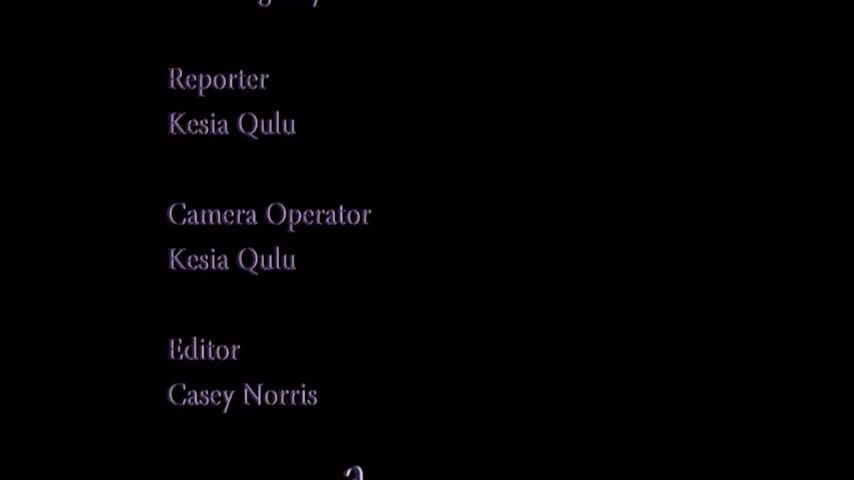 Reporter
Kesia Qulu
Camera Operator
Kesia Qulu
Editor
Casey Norris